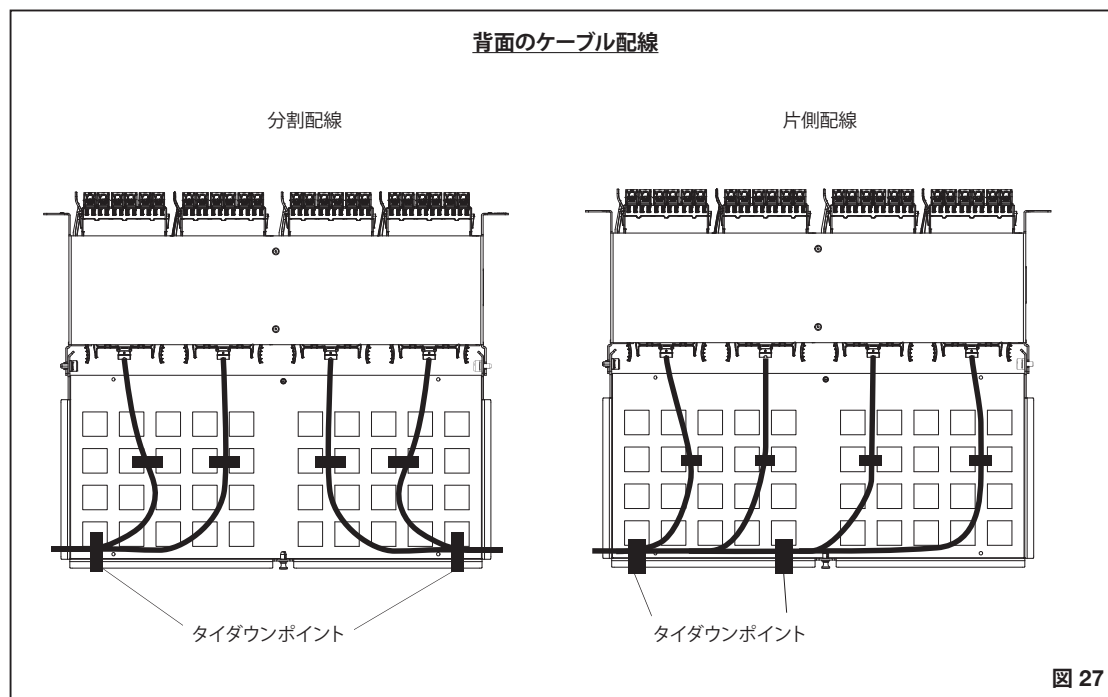 背面のケーブル配線
分割配線
片側配線
タイダウンポイント
タイダウンポイント
図 27